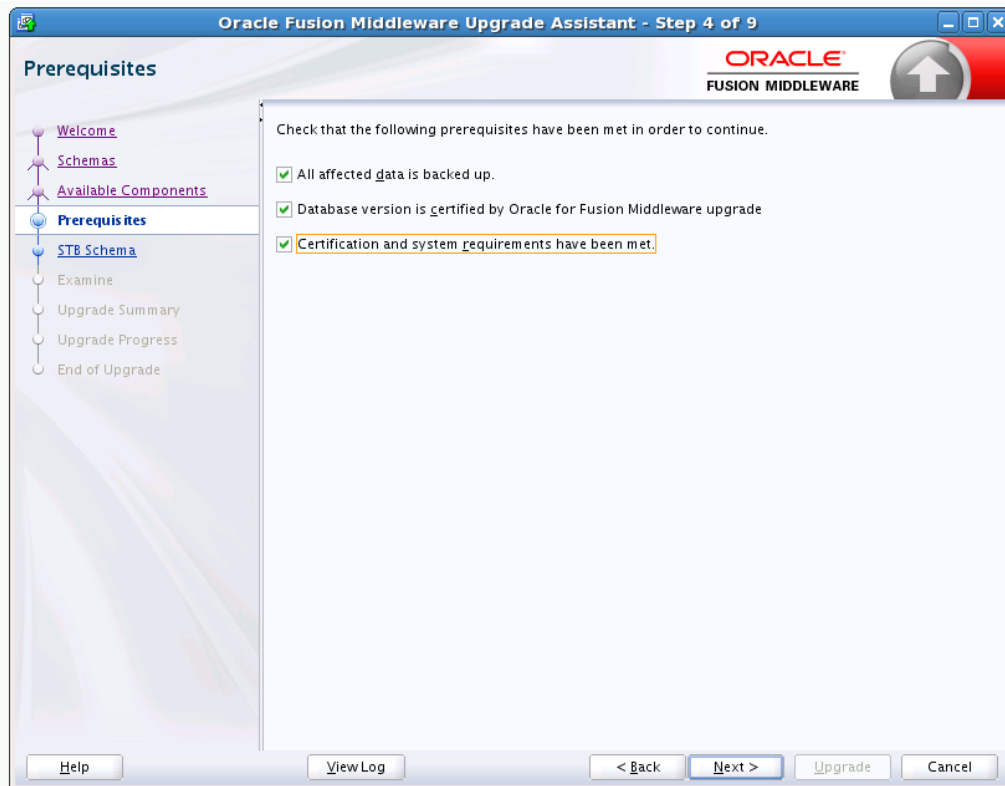 Oracle Fusion Middleware Upgrade Assistant - Step 4 of 9
Prerequisites
ORACLE
FUSION MIDDLEWARE
Welcome
Schemas
Available Components
Prerequisites
STB Schema
Examine
Upgrade Summary
Upgrade Progress
End of Upgrade
Check that the following prerequisites have been met in order to continue.
All affected data is backed up.
Database version is certified by Oracle for Fusion Middleware upgrade
Certification and system requirements have been met.
Help
View Log
< Back
Next >
Upgrade
Cancel